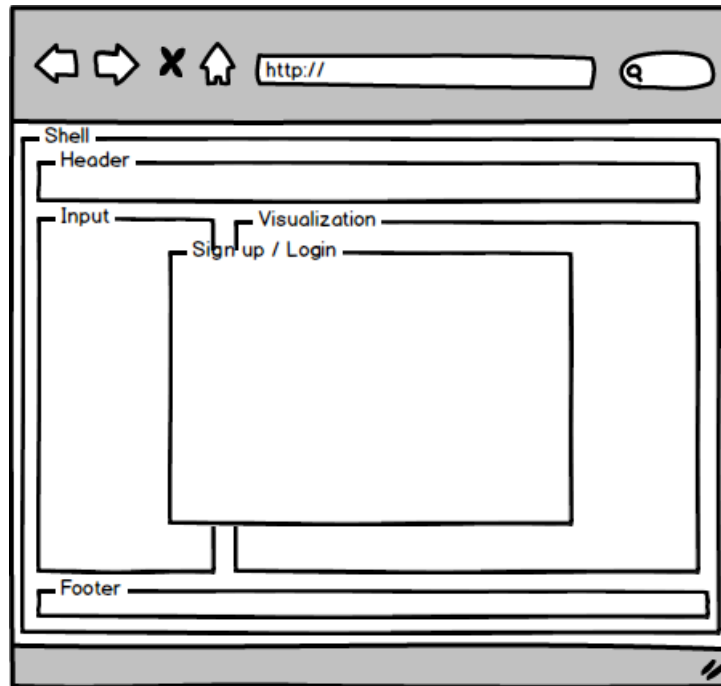 http://
Shell
Header
Input
Visualization
Sign up / Login
Footer